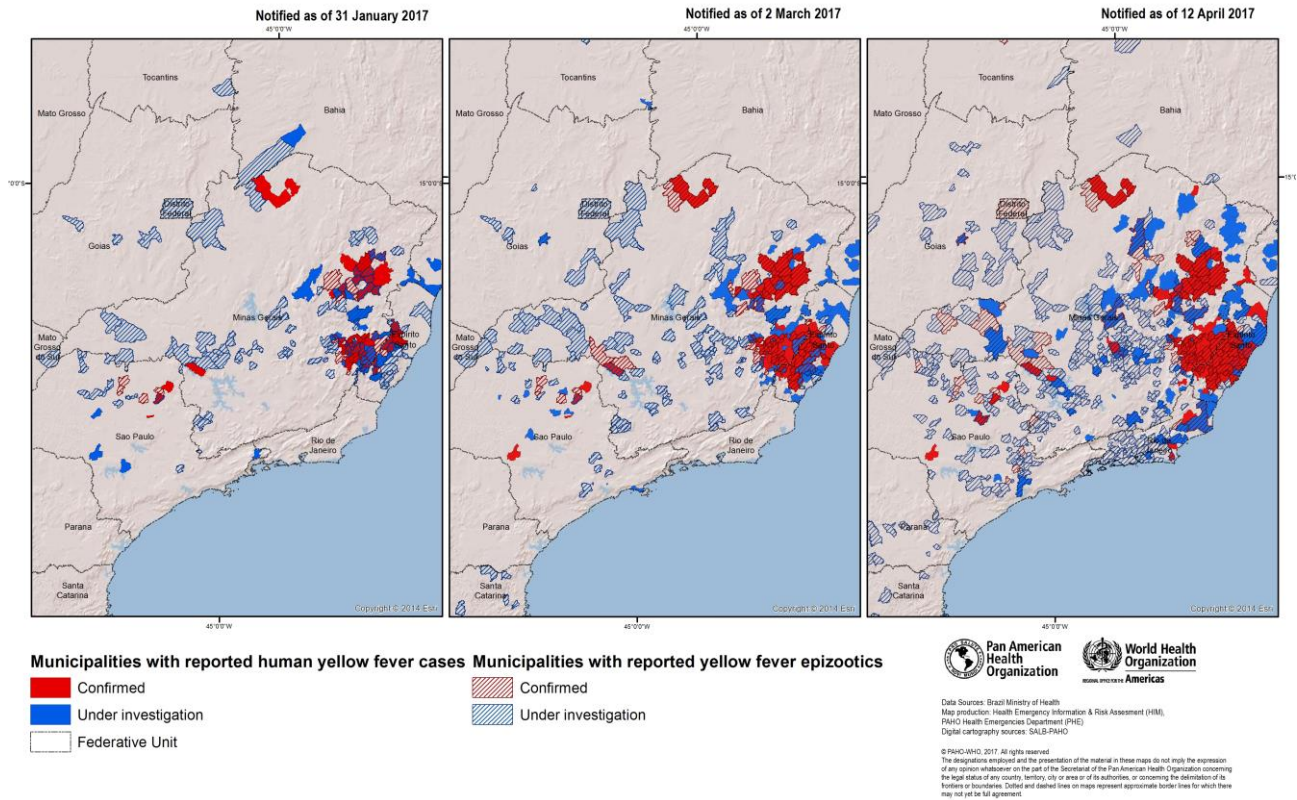 Notified as of 31 January 2017
45°0'0"W
Tocantins
Mato Grosso
Bahia
°0'0"S
Distrito
Federal
Goias
Minas Gerais
Mato
Grosso
do Sul
Espirito
Santo
Sao Paulo
Rio de
Janeiro
Parana
Santa
Catarina
Copyright © 2014 Esri
45°0'0"W
Notified as of 2 March 2017
45°0'0"W
Tocantins
Mato Grosso
Bahia
Distrito
Federal
Goias
Minas Gerais
Mato
Grosso
do Sul
Sao Paulo
Rio de
Janeiro
Parana
Santa
Catarina
Copyright © 2014 Esri
45°0'0"W
Notified as of 12 April 2017
45°0'0"W
Tocantins
Mato Grosso
Bahia
15°0
Distrito
Federal
Goias
Minas Gerais
Mato
Grosso
do Sul
Espirito
Santo
Sao Paulo
Rio de
Janeiro
Parana
Santa
Catarina
Copyright © 2014 Esri
45°0'0"W
Municipalities with reported human yellow fever cases
Confirmed
Under investigation
Federative Unit
Municipalities with reported yellow fever epizootics
Confirmed
Under investigation
Pan American
Health
Organization
World Health
Organization
REGIONAL OFFICE FOR THE Americas
Data Sources: Brazil Ministry of Health
Map production: Health Emergency Information & Risk Assesment (HIM),
PAHO Health Emergencies Department (PHE)
Digital cartography sources: SALB-PAHO
© PAHO-WHO, 2017. All rights reserved
The designations employed and the presentation of the material in these maps do not imply the expression
of any opinion whatsoever on the part of the Secretariat of the Pan American Health Organization concerning
the legal status of any country, territory, city or area or of its authorities, or concerning the delimitation of its
frontiers or boundaries. Dotted and dashed lines on maps represent approximate border lines for which there
may not yet be full agreement.